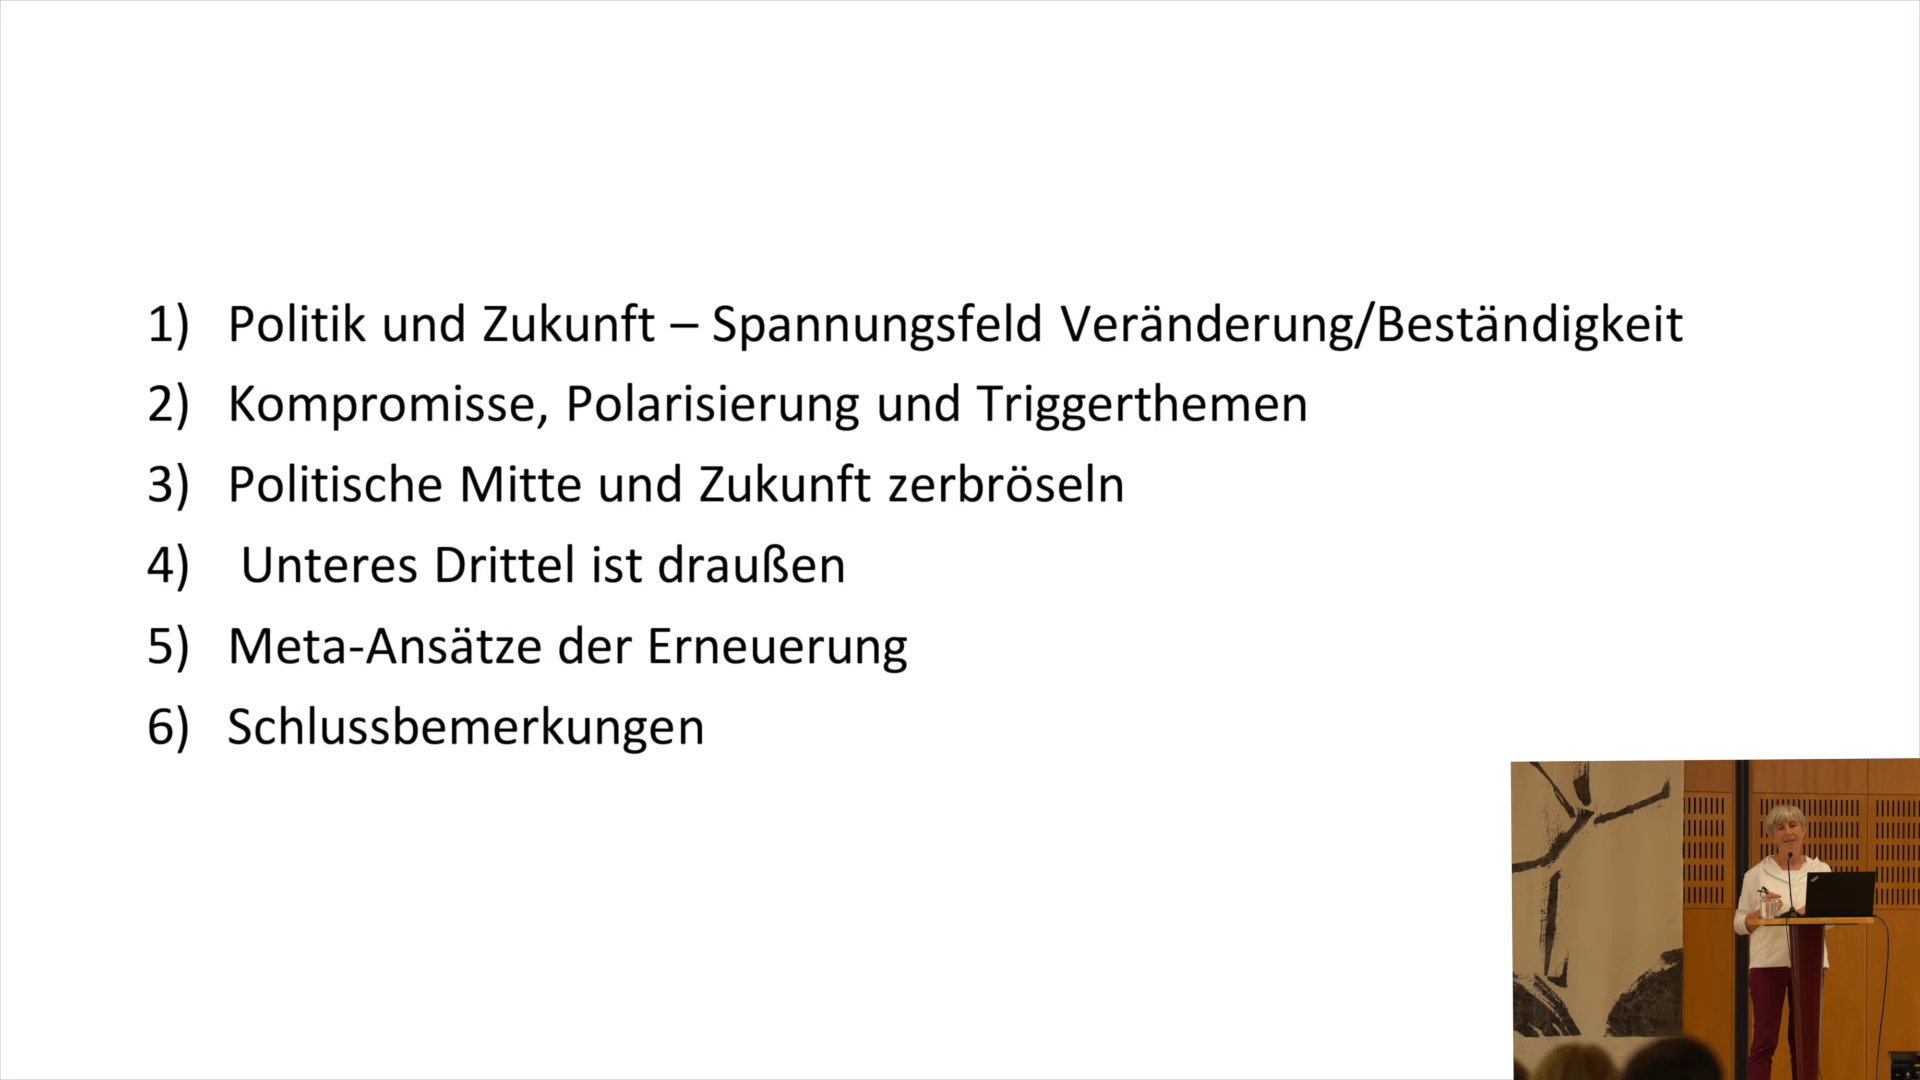 1) Politik und Zukunft – Spannungsfeld Veränderung/Beständigkeit
2) Kompromisse, Polarisierung und Triggerthemen
3) Politische Mitte und Zukunft zerbröseln
4) Unteres Drittel ist draußen
5) Meta-Ansätze der Erneuerung
6) Schlussbemerkungen